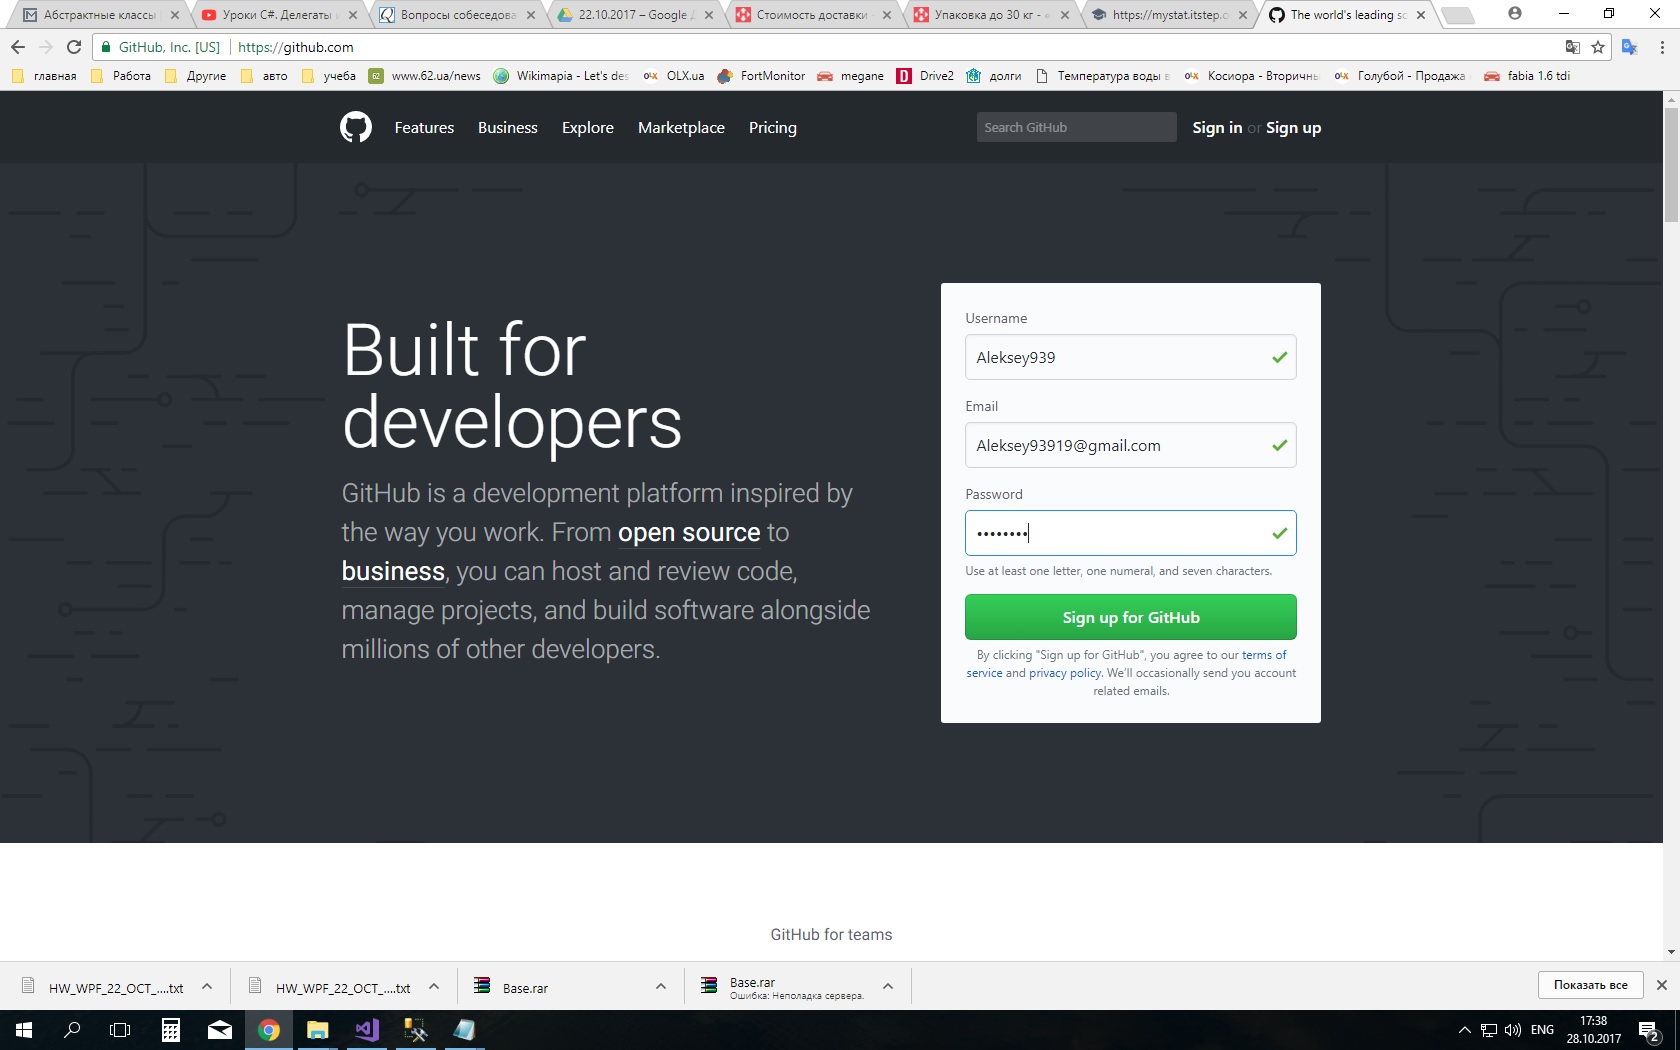 Абстрактные классы
Уроки C#. Делегаты и
Вопросы собеседова
22.10.2017 – Google Д
Стоимость доставки
Упаковка до 30 кг -
https://mystat.itstep.o
The world's leading so
GitHub, Inc. [US]
https://github.com
главная
Работа
Другие
авто
учеба
www.62.ua/news
Wikimapia - Let's des
OLX.ua
FortMonitor
megane
Drive2
долги
Температура воды в
Косиора - Вторичны
Голубой - Продажа
fabia 1.6 tdi
Features
Business
Explore
Marketplace
Pricing
Search GitHub
Sign in or Sign up
Built for
developers
GitHub is a development platform inspired by
the way you work. From open source to
business, you can host and review code,
manage projects, and build software alongside
millions of other developers.
Username
Aleksey939
Email
Aleksey93919@gmail.com
Password
••••••••
Use at least one letter, one numeral, and seven characters.
Sign up for GitHub
By clicking "Sign up for GitHub", you agree to our terms of
service and privacy policy. We'll occasionally send you account
related emails.
GitHub for teams
HW_WPF_22_OCT_....txt
HW_WPF_22_OCT_....txt
Base.rar
Base.rar
Ошибка: Неполадка сервера.
Показать все
ENG
17:38
28.10.2017
2